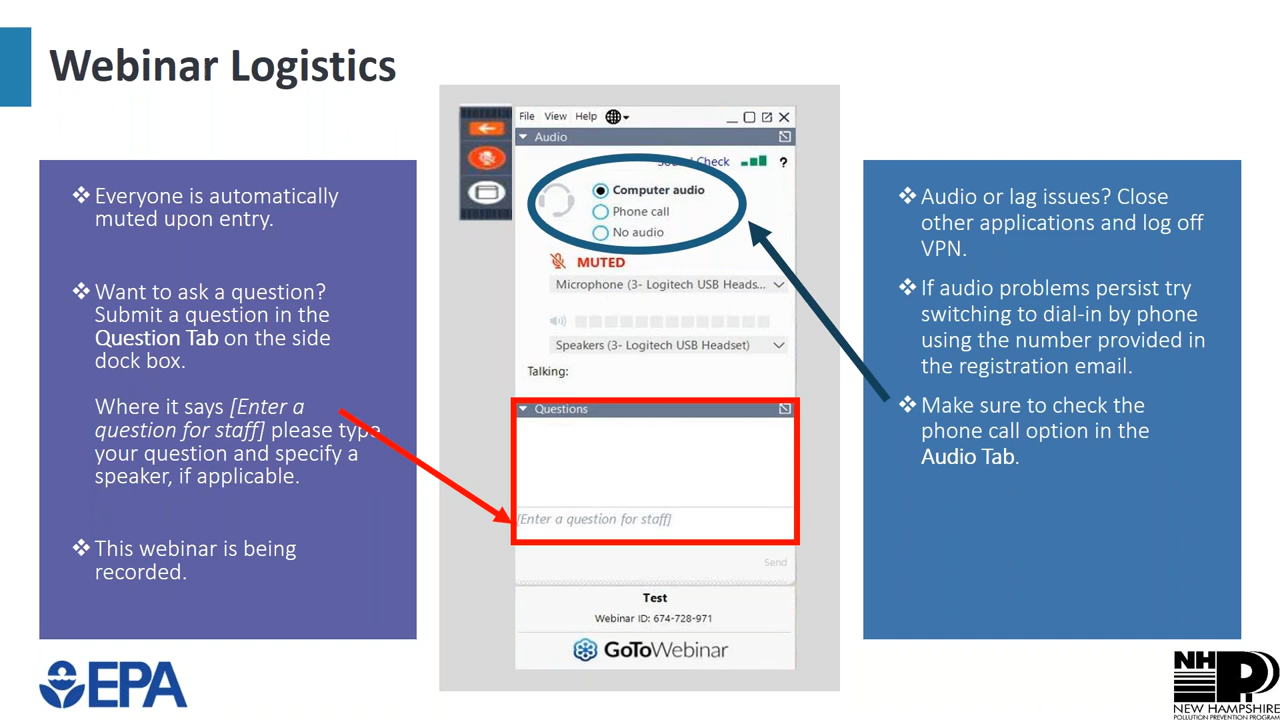 Webinar Logistics
❖ Everyone is automatically
muted upon entry.
❖ Want to ask a question?
Submit a question in the
Question Tab on the side
dock box.
Where it says [Enter a
question for staff] please type
your question and specify a
speaker, if applicable.
❖ This webinar is being
recorded.
File View Help
Audio
Sound Check ?
Computer audio
Phone call
No audio
MUTED
Microphone (3- Logitech USB Heads...
Speakers (3- Logitech USB Headset)
Talking:
Questions
[Enter a question for staff]
Send
Test
Webinar ID: 674-728-971
GoToWebinar
❖ Audio or lag issues? Close
other applications and log off
VPN.
❖ If audio problems persist try
switching to dial-in by phone
using the number provided in
the registration email.
❖ Make sure to check the
phone call option in the
Audio Tab.
EPA
NHPP
NEW HAMPSHIRE
POLLUTION PREVENTION PROGRAM